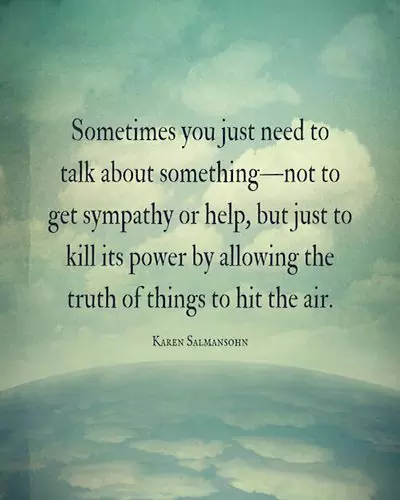 Sometimes you just need to
talk about something—not to
get sympathy or help, but just to
kill its power by allowing the
truth of things to hit the air.
Karen Salmansohn